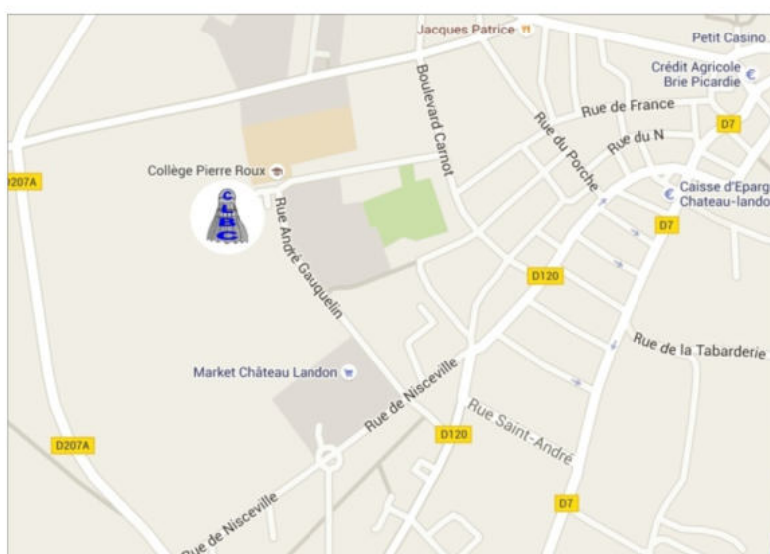 Jacques Patrice
Petit Casino
Crédit Agricole
Brie Picardie
Boulevard Carnot
Rue de France
D7
Rue du Porche
Rue du N
Collège Pierre Roux
D207A
Caisse d'Eparg
Chateau-landon
C
L
B
C
Rue André Gauquelin
D7
D120
Rue de la Tabarderie
Market Château Landon
Rue de Nisceville
Rue Saint-André
D120
D207A
D7
Rue de Nisceville